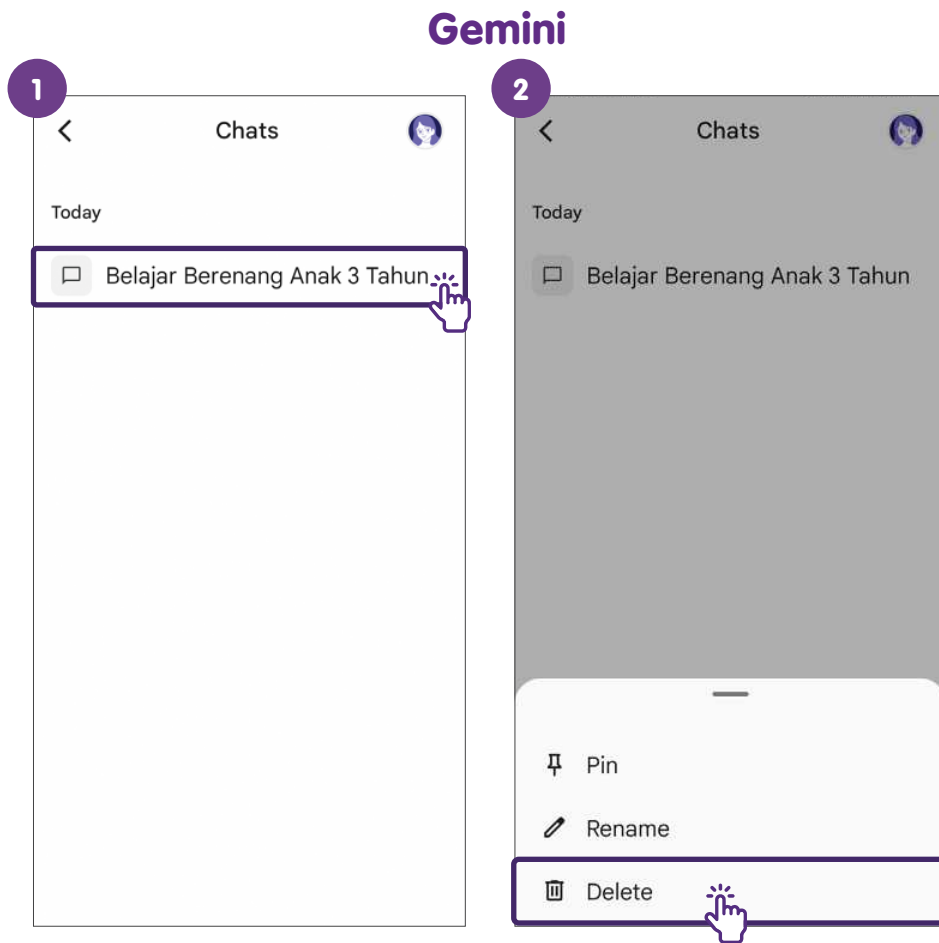 Gemini
1
Chats
Today
Belajar Berenang Anak 3 Tahun
2
Chats
Today
Belajar Berenang Anak 3 Tahun
Pin
Rename
Delete